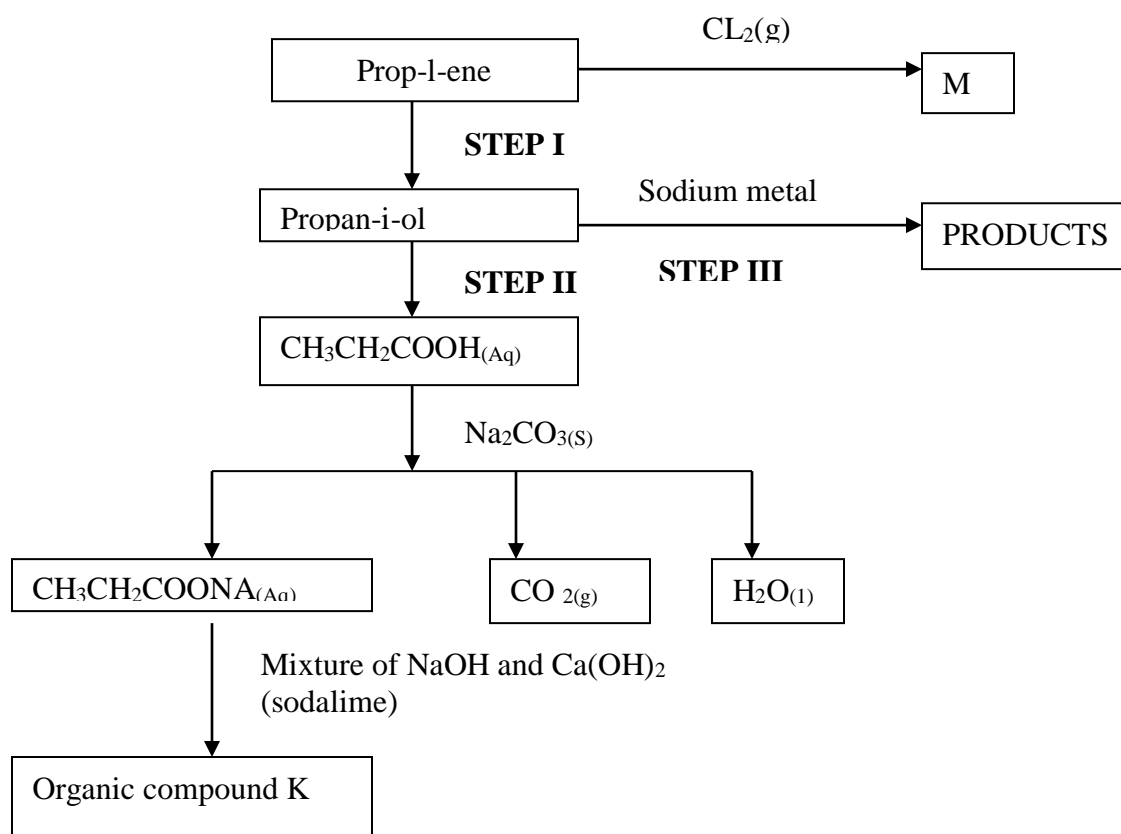 CL₂(g)
Prop-l-ene
M
STEP I
Sodium metal
Propan-i-ol
PRODUCTS
STEP II
STEP III
CH₃CH₂COOH(Aq)
Na₂CO₃(S)
CH₃CH₂COONA(Aq)
CO ₂(g)
H₂O(1)
Mixture of NaOH and Ca(OH)₂
(sodalime)
Organic compound K